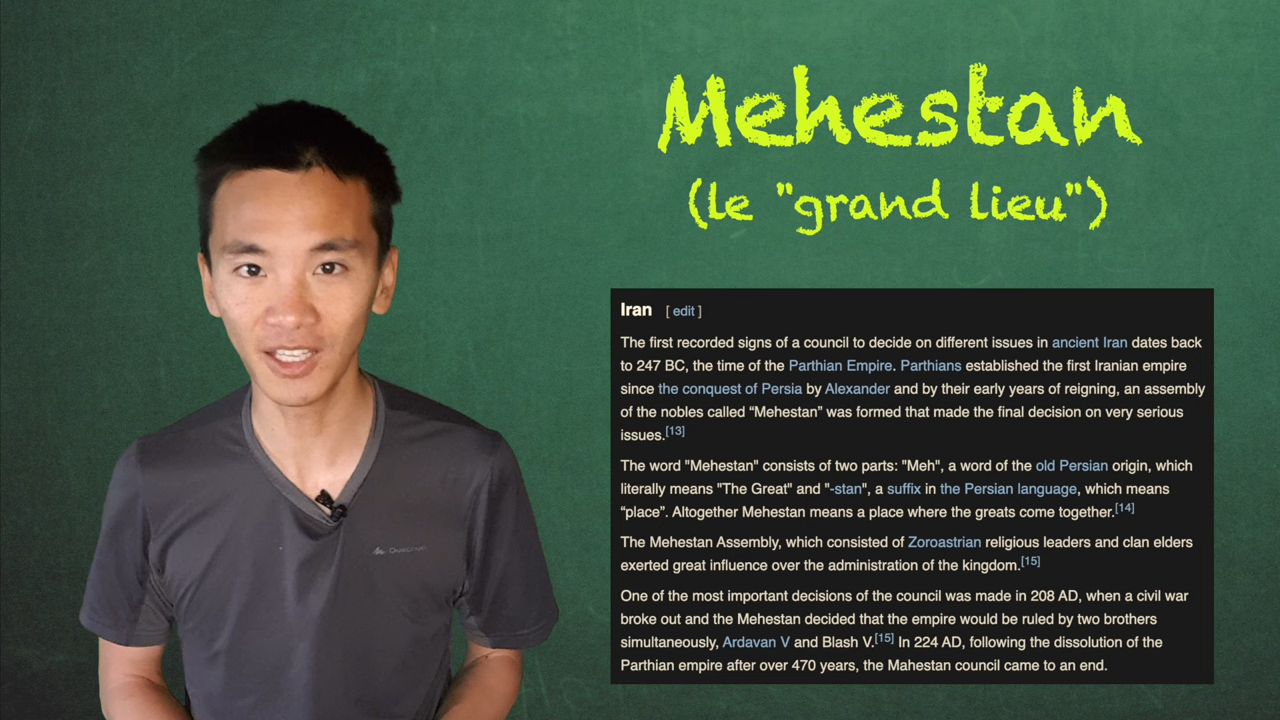 Mehestan
(le "grand lieu")
Iran [ edit ]
The first recorded signs of a council to decide on different issues in ancient Iran dates back
to 247 BC, the time of the Parthian Empire. Parthians established the first Iranian empire
since the conquest of Persia by Alexander and by their early years of reigning, an assembly
of the nobles called “Mehestan” was formed that made the final decision on very serious
issues.[13]
The word "Mehestan" consists of two parts: "Meh", a word of the old Persian origin, which
literally means "The Great" and "-stan", a suffix in the Persian language, which means
“place”. Altogether Mehestan means a place where the greats come together.[14]
The Mehestan Assembly, which consisted of Zoroastrian religious leaders and clan elders
exerted great influence over the administration of the kingdom.[15]
One of the most important decisions of the council was made in 208 AD, when a civil war
broke out and the Mehestan decided that the empire would be ruled by two brothers
simultaneously, Ardavan V and Blash V.[15] In 224 AD, following the dissolution of the
Parthian empire after over 470 years, the Mahestan council came to an end.